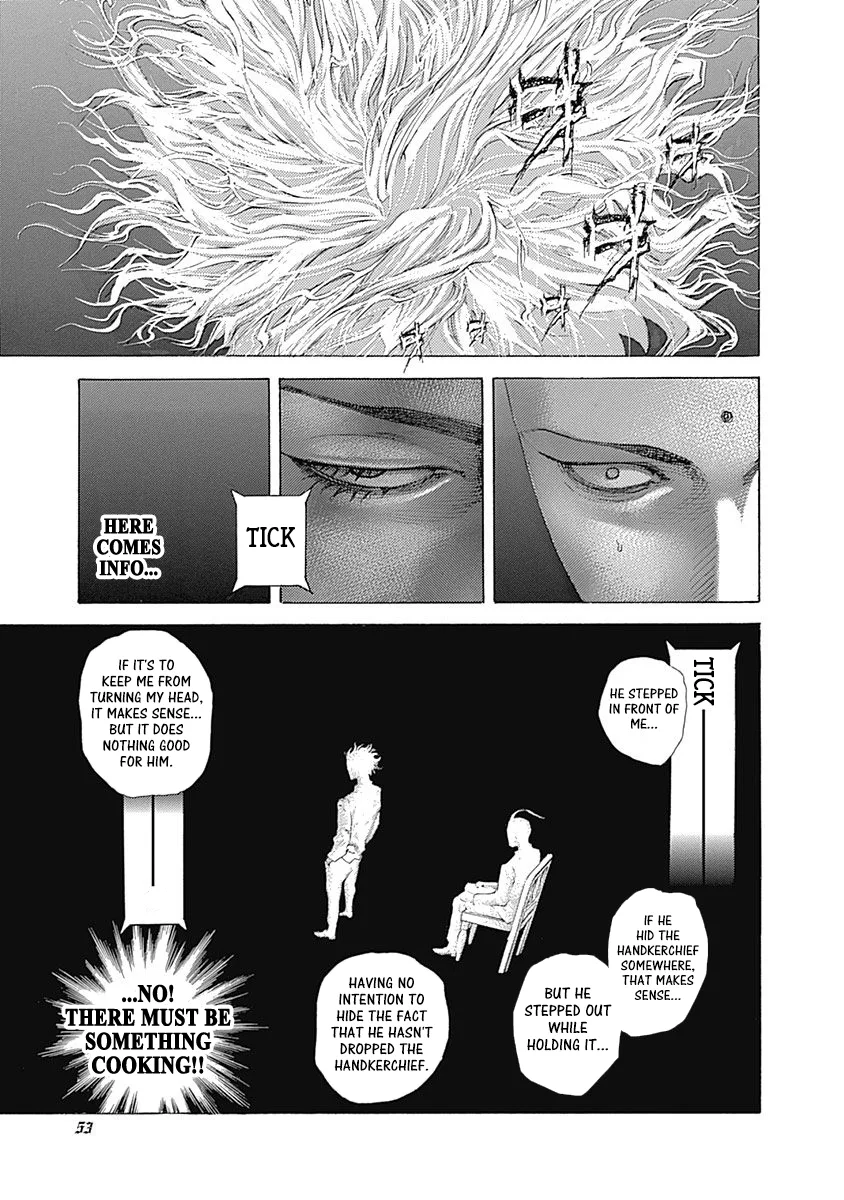 TICK
HERE
COMES
INFO...
TICK
HE STEPPED
IN FRONT OF
ME...
IF HE
HID THE
HANDKERCHIEF
SOMEWHERE,
THAT MAKES
SENSE...
BUT HE
STEPPED OUT
WHILE
HOLDING IT...
HAVING NO
INTENTION TO
HIDE THE FACT
THAT HE HASN'T
DROPPED THE
HANDKERCHIEF.
IF IT'S TO
KEEP ME FROM
TURNING MY HEAD,
IT MAKES SENSE...
BUT IT DOES
NOTHING GOOD
FOR HIM.
...NO!
THERE MUST BE
SOMETHING
COOKING!!
53